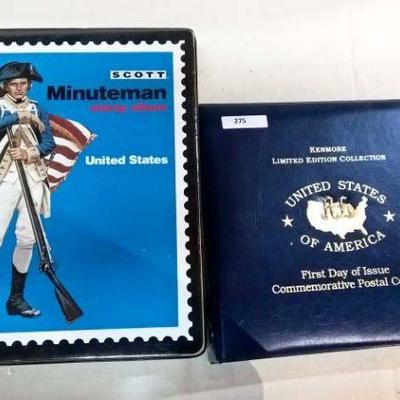 SCOTT
Minuteman
stamp album
United States
275
KENMORE
LIMITED EDITION COLLECTION
UNITED STATES
OF AMERICA
First Day of Issue
Commemorative Postal